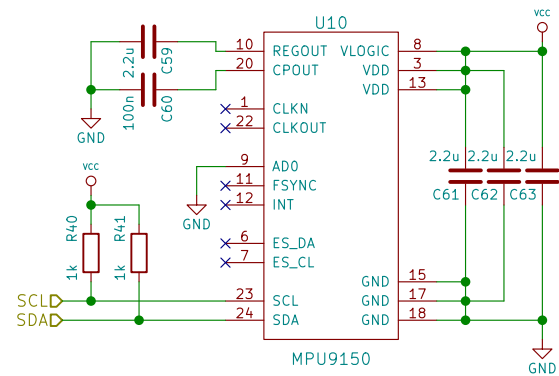 U10
VCC
2.2u
C59
10 REGOUT VLOGIC 8
20 CPOUT VDD 3
VDD 13
100n
C60
1 CLKN
22 CLKOUT
GND
9 AD0
11 FSYNC
12 INT
VCC
GND
2.2u 2.2u 2.2u
C61 C62 C63
R40
1k
R41
1k
6 ES_DA
7 ES_CL
GND 15
SCL 23 SCL GND 17
SDA 24 SDA GND 18
MPU9150
GND